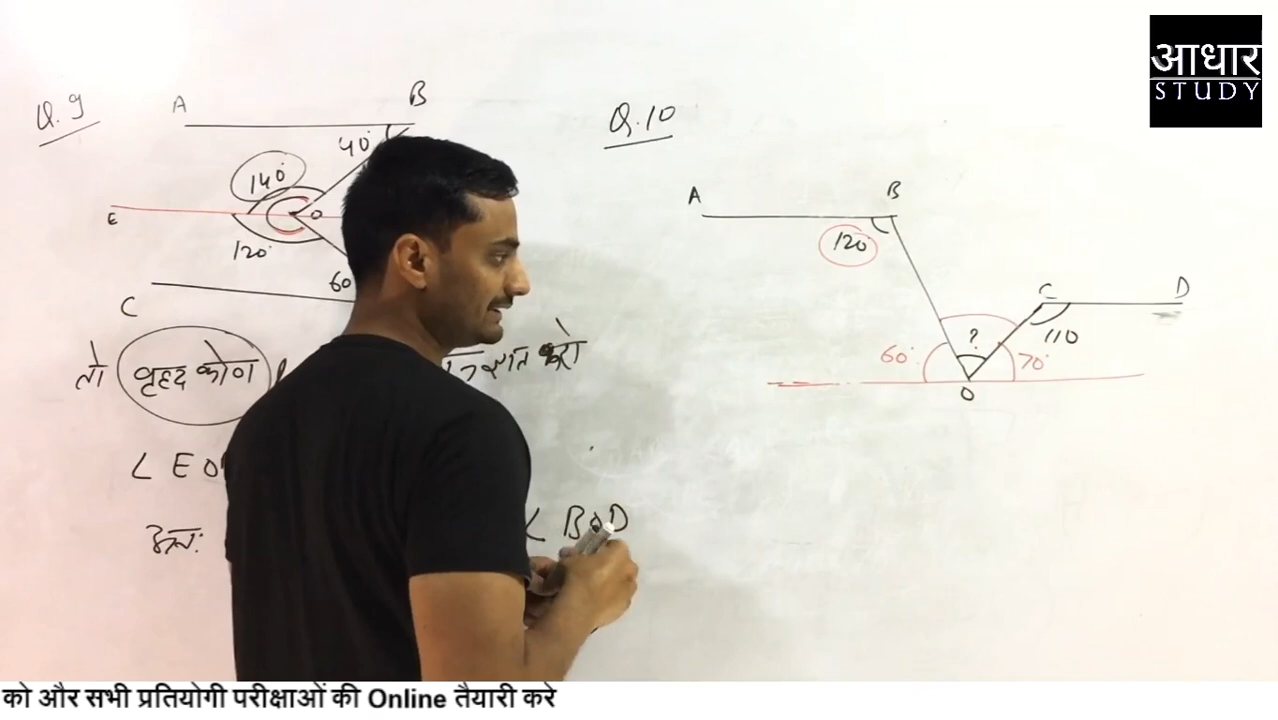 आधार
STUDY
Q. 9
A B
40°
140°
E O
120°
60
C
तो वृहद कोण ज्ञात करो
∠ EO
अतः ∠ BOD
Q. 10
A B
120°
C D
? 110
60° 70°
O
को और सभी प्रतियोगी परीक्षाओं की Online तैयारी करे